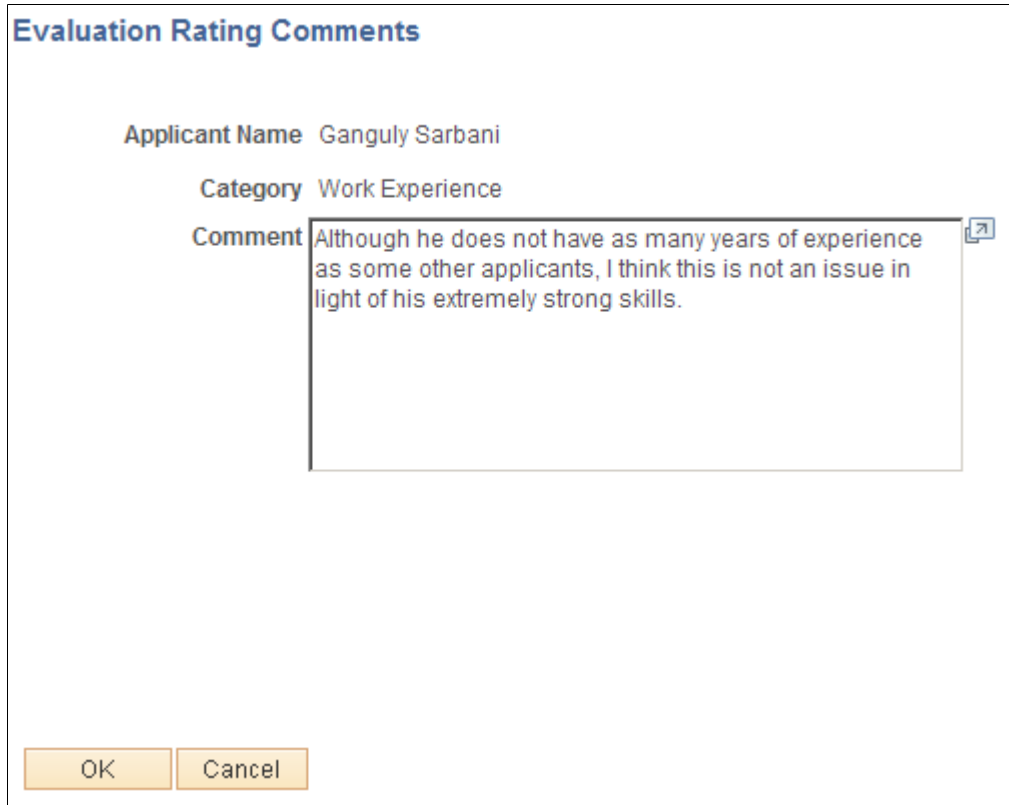 Evaluation Rating Comments
Applicant Name Ganguly Sarbani
Category Work Experience
Comment Although he does not have as many years of experience
as some other applicants, I think this is not an issue in
light of his extremely strong skills.
OK Cancel